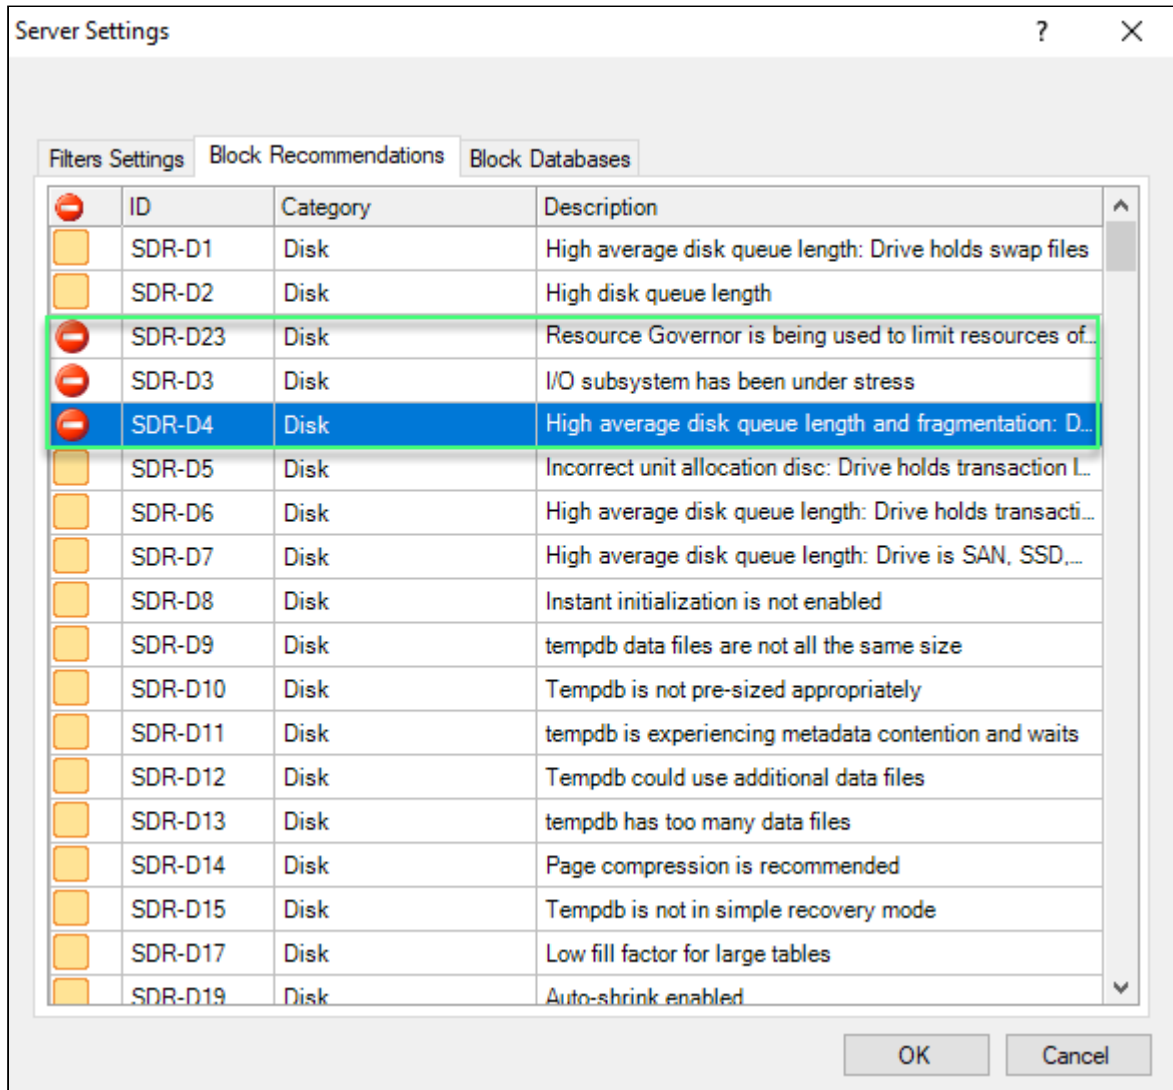 Server Settings ?
Filters Settings Block Recommendations Block Databases
ID Category Description
SDR-D1 Disk High average disk queue length: Drive holds swap files
SDR-D2 Disk High disk queue length
SDR-D23 Disk Resource Governor is being used to limit resources of...
SDR-D3 Disk I/O subsystem has been under stress
SDR-D4 Disk High average disk queue length and fragmentation: D...
SDR-D5 Disk Incorrect unit allocation disc: Drive holds transaction l...
SDR-D6 Disk High average disk queue length: Drive holds transacti...
SDR-D7 Disk High average disk queue length: Drive is SAN, SSD,...
SDR-D8 Disk Instant initialization is not enabled
SDR-D9 Disk tempdb data files are not all the same size
SDR-D10 Disk Tempdb is not pre-sized appropriately
SDR-D11 Disk tempdb is experiencing metadata contention and waits
SDR-D12 Disk Tempdb could use additional data files
SDR-D13 Disk tempdb has too many data files
SDR-D14 Disk Page compression is recommended
SDR-D15 Disk Tempdb is not in simple recovery mode
SDR-D17 Disk Low fill factor for large tables
SDR-D19 Disk Auto-shrink enabled
OK Cancel